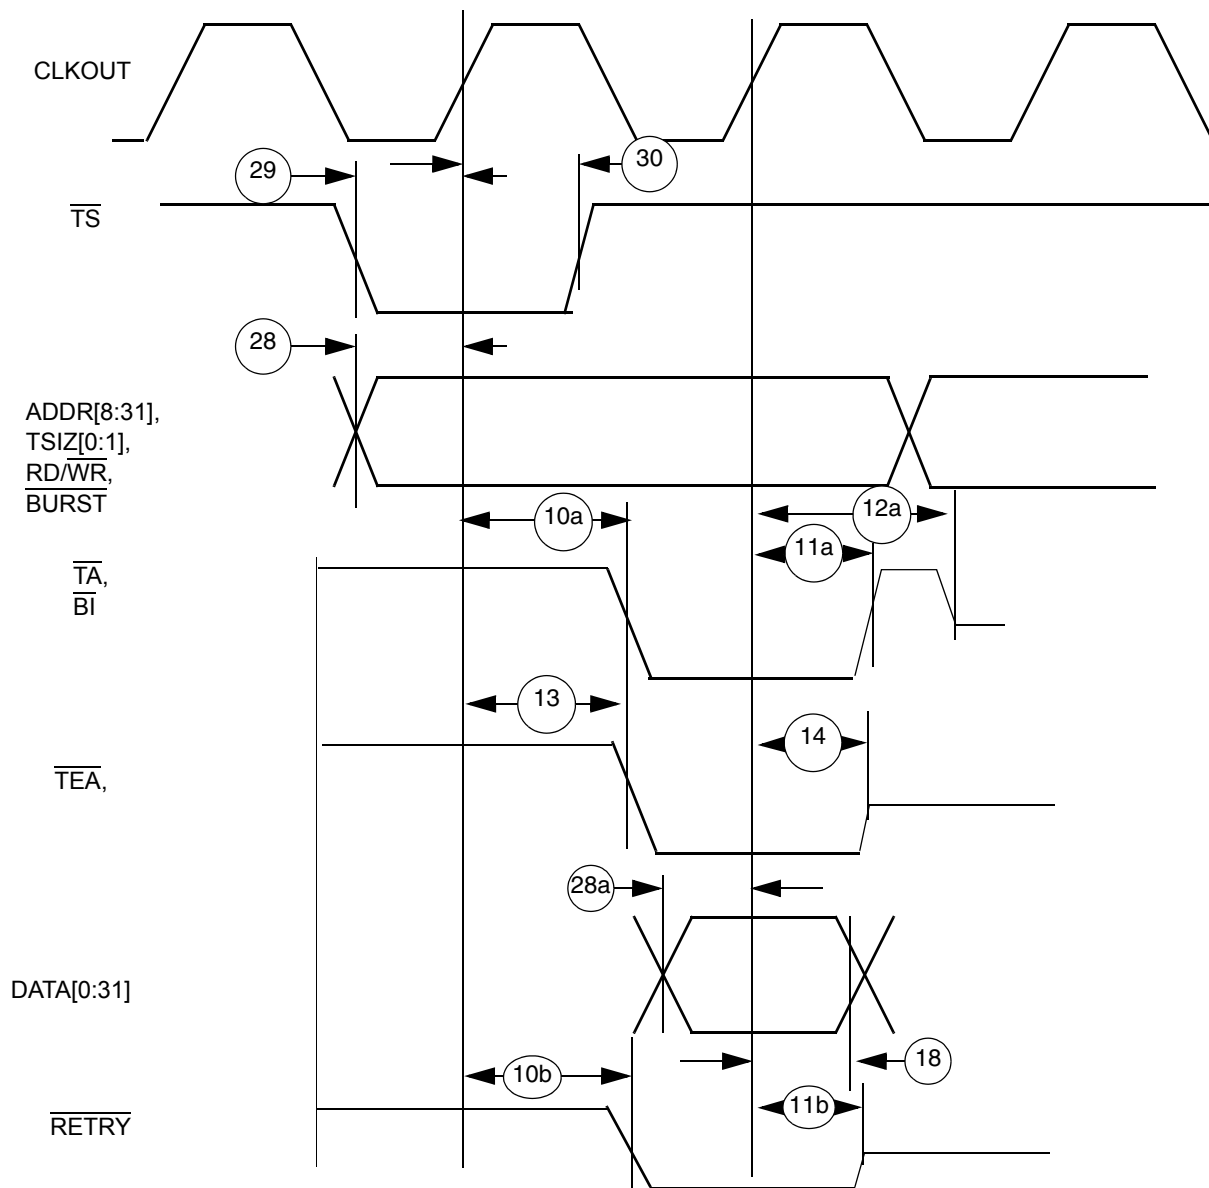 CLKOUT
29
30
TS
28
ADDR[8:31],
TSIZ[0:1],
RD/WR,
BURST
10a
12a
11a
TA,
BI
13
14
TEA,
28a
DATA[0:31]
10b
18
11b
RETRY